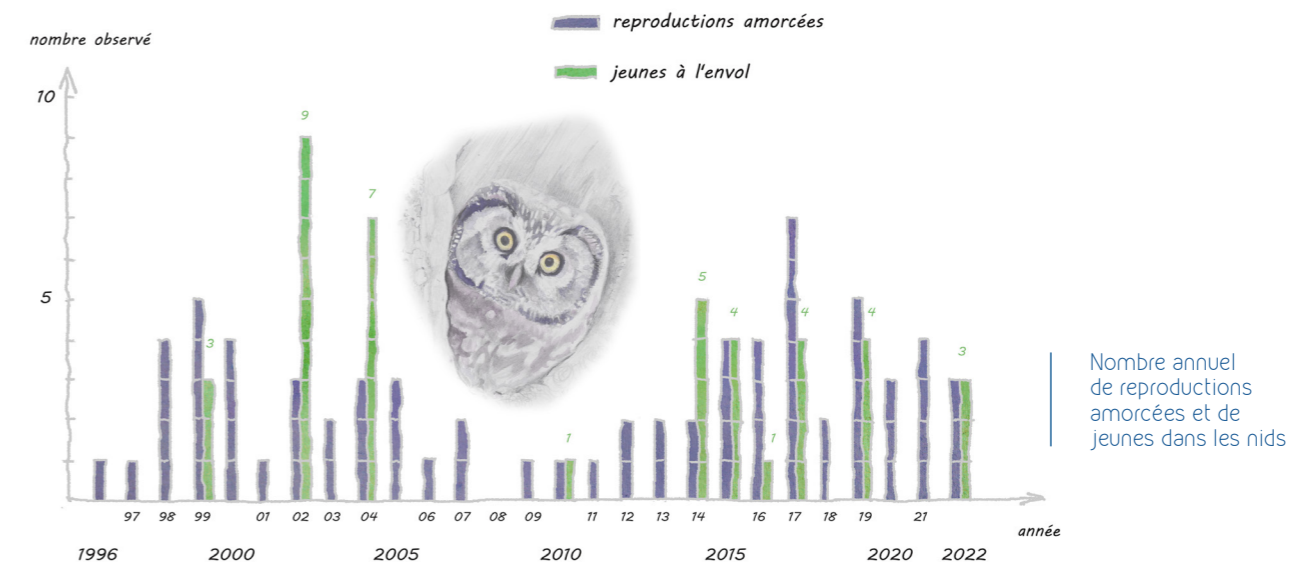 reproductions amorcées
nombre observé
jeunes à l'envol
10
9
7
5
5
4
4
4
3
3
1
1
Nombre annuel
de reproductions
amorcées et de
jeunes dans les nids
97 98 99 01 02 03 04 06 07 08 09 11 12 13 14 16 17 18 19 21
année
1996 2000 2005 2010 2015 2020 2022